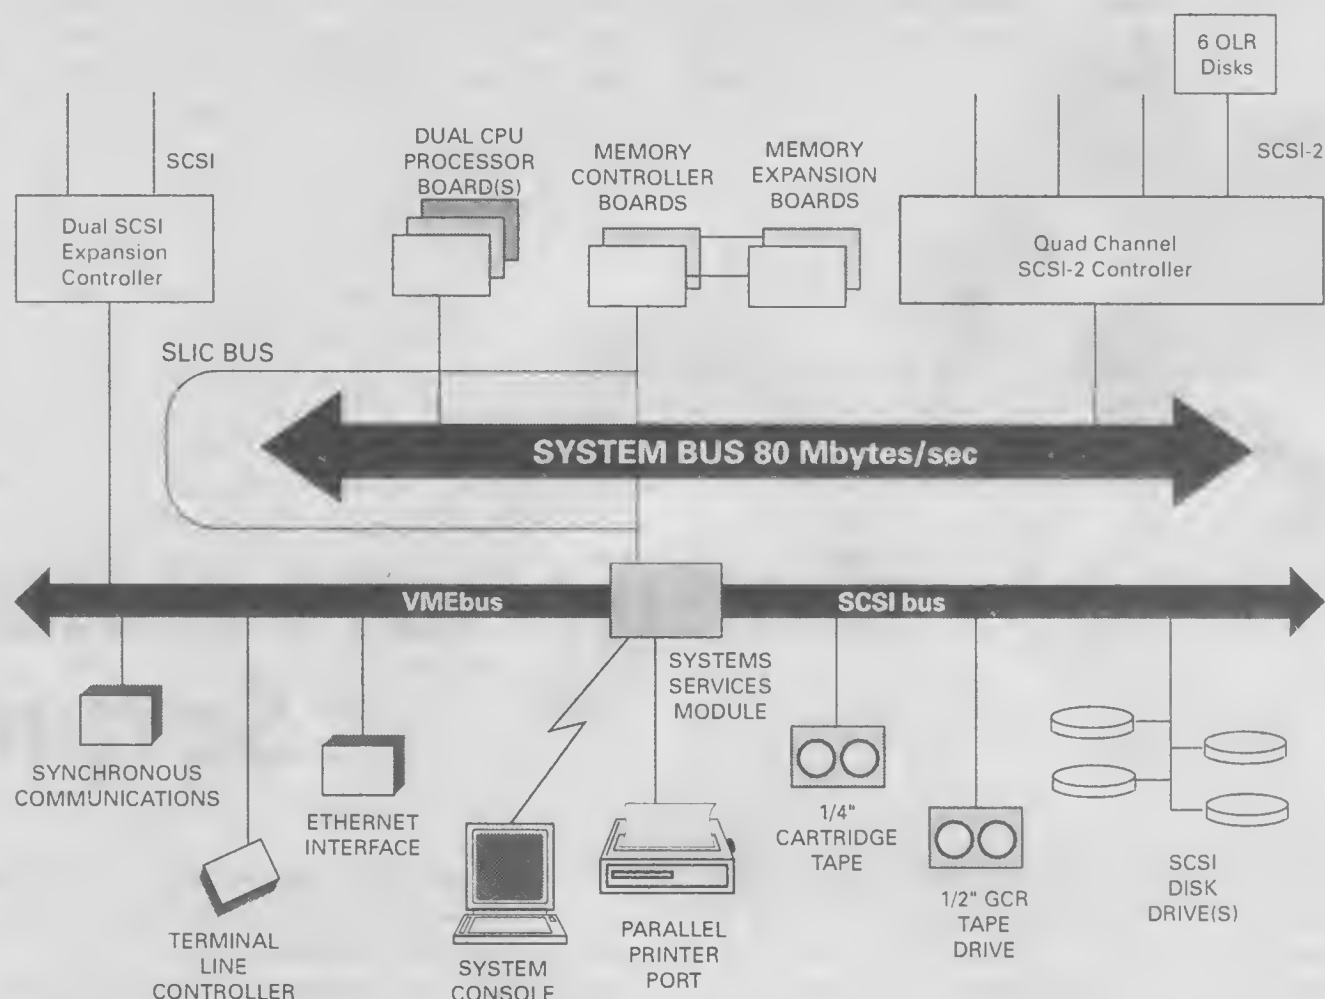 6 OLR
Disks
SCSI
DUAL CPU
PROCESSOR
BOARD(S)
MEMORY
CONTROLLER
BOARDS
MEMORY
EXPANSION
BOARDS
SCSI-2
Dual SCSI
Expansion
Controller
Quad Channel
SCSI-2 Controller
SLIC BUS
SYSTEM BUS 80 Mbytes/sec
VMEbus
SCSI bus
SYSTEMS
SERVICES
MODULE
SYNCHRONOUS
COMMUNICATIONS
ETHERNET
INTERFACE
1/4"
CARTRIDGE
TAPE
TERMINAL
LINE
CONTROLLER
SYSTEM
CONSOLE
PARALLEL
PRINTER
PORT
1/2" GCR
TAPE
DRIVE
SCSI
DISK
DRIVE(S)